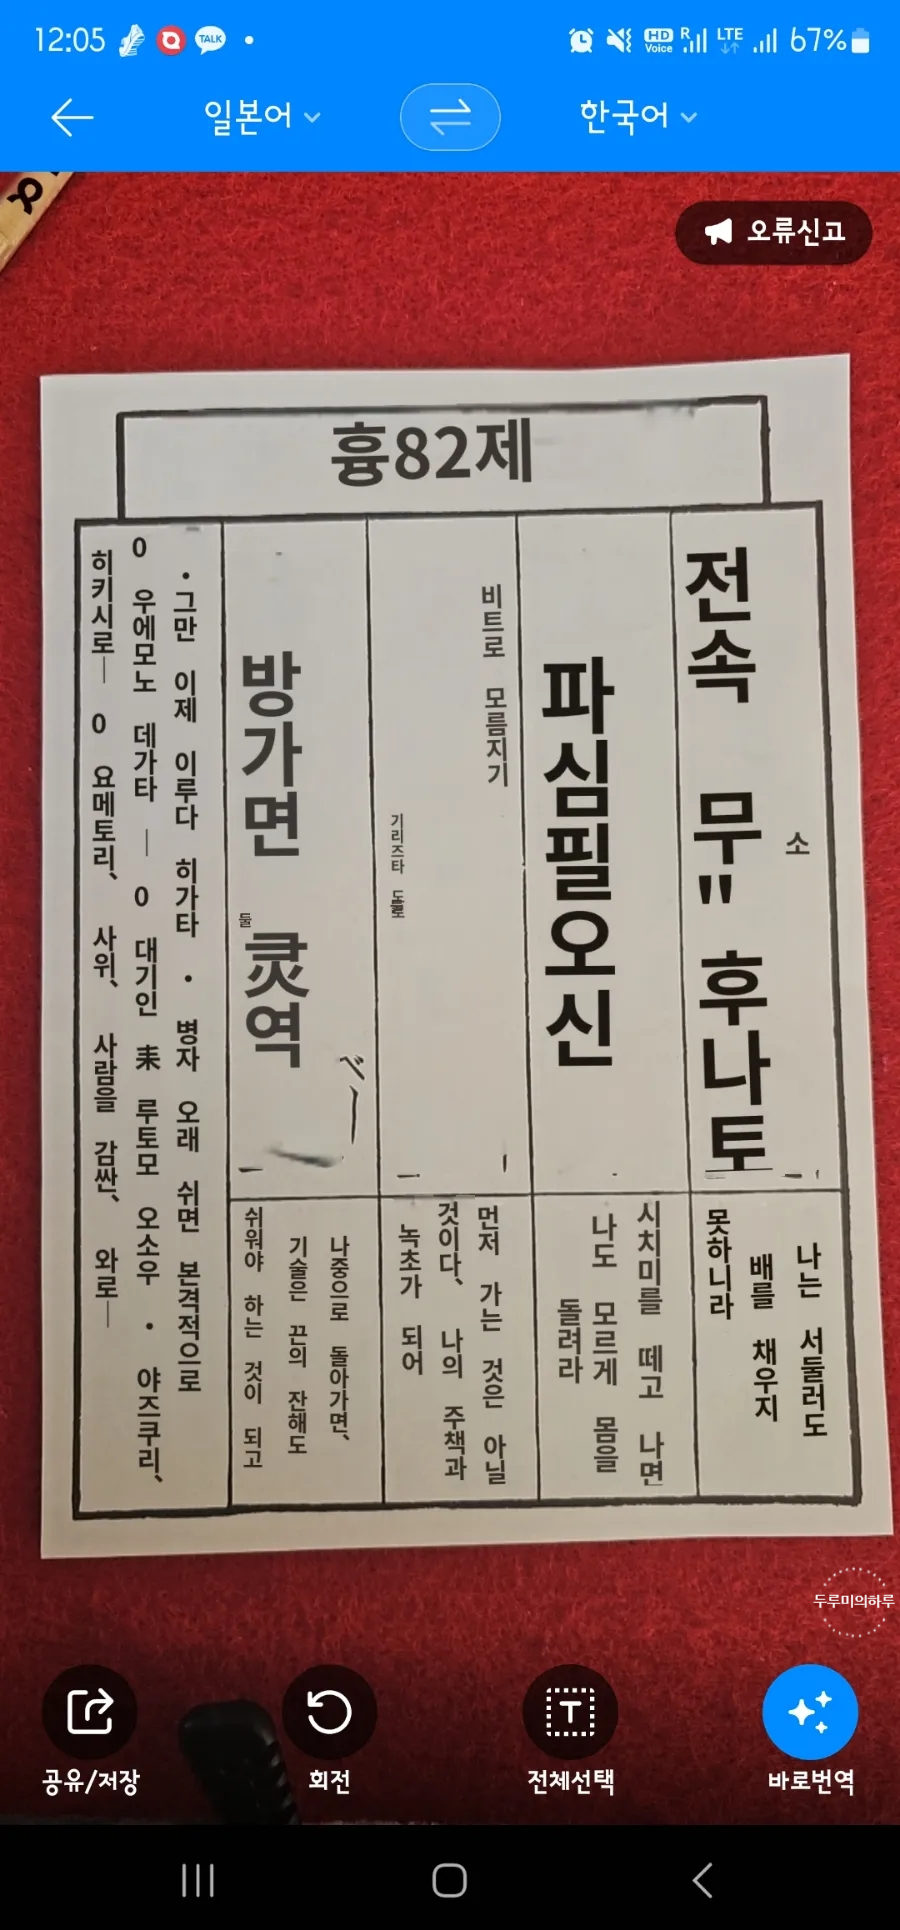 12:05 TALK HD Voice R LTE 67%
일본어 한국어
오류신고
흉82제
전속 무" 후나토
소
파심필오신
비트로 모름지기
기리즈타 도를로
방가면 灵역
둘
べ
나는 서둘러도
배를 채우지
못하니라
시치미를 떼고 나면
나도 모르게 몸을
돌려라
먼저 가는 것은 아닐
것이다、 나의 주책과
녹초가 되어
나중으로 돌아가면、
기술은 끈의 잔해도
쉬워야 하는 것이 되고
・그만 이제 이루다 히가타 ・ 병자 오래 쉬면 본격적으로
0 우에모노 데가타 ― 0 대기인 未 루토모 오소우 ・ 야즈쿠리、
히키시로― 0 요메토리、 사위、 사람을 감싼、 와로―
두루미의하루
공유/저장 회전 전체선택 바로번역